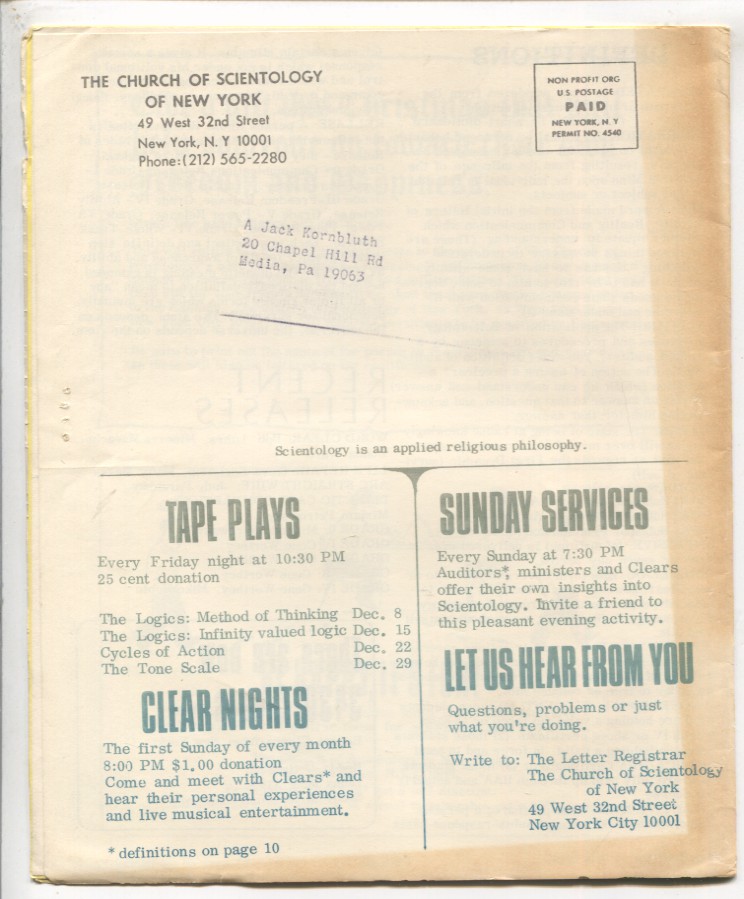 THE CHURCH OF SCIENTOLOGY
OF NEW YORK
49 West 32nd Street
New York, N. Y 10001
Phone:(212) 565-2280
NON PROFIT ORG
U S POSTAGE
PAID
NEW YORK, N. Y
PERMIT NO. 4540
A Jack Kornbluth
20 Chapel Hill Rd
Media, Pa 19063
RECENT
RELEASES
Scientology is an applied religious philosophy.
TAPE PLAYS
Every Friday night at 10:30 PM
25 cent donation
The Logics: Method of Thinking Dec. 8
The Logics: Infinity valued logic Dec. 15
Cycles of Action Dec. 22
The Tone Scale Dec. 29
CLEAR NIGHTS
The first Sunday of every month
8:00 PM $1.00 donation
Come and meet with Clears* and
hear their personal experiences
and live musical entertainment.
* definitions on page 10
SUNDAY SERVICES
Every Sunday at 7:30 PM
Auditors*, ministers and Clears
offer their own insights into
Scientology. Invite a friend to
this pleasant evening activity.
LET US HEAR FROM YOU
Questions, problems or just
what you're doing.
Write to: The Letter Registrar
The Church of Scientology
of New York
49 West 32nd Street
New York City 10001